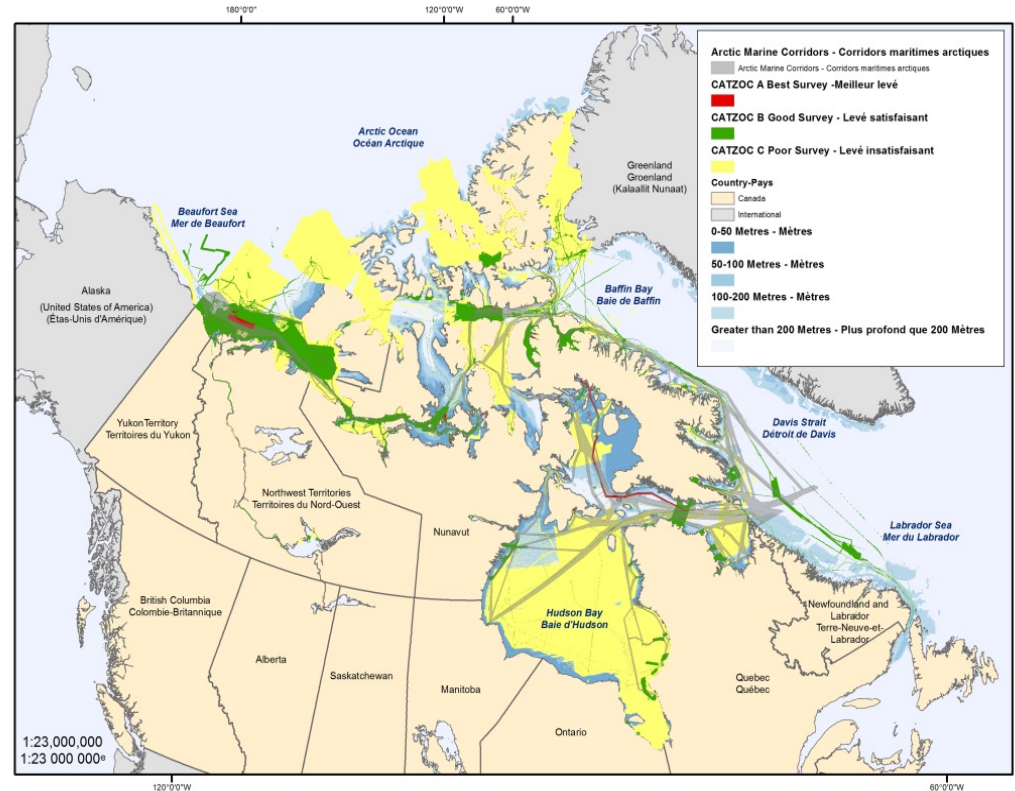 180°0'0"
120°0'0"W
60°0'0"W
Arctic Marine Corridors - Corridors maritimes arctiques
Arctic Marine Corridors - Corridors maritimes arctiques
CATZOC A Best Survey -Meilleur levé
CATZOC B Good Survey - Levé satisfaisant
CATZOC C Poor Survey - Levé insatisfaisant
Country-Pays
Canada
International
0-50 Metres - Mètres
50-100 Metres - Mètres
100-200 Metres - Mètres
Greater than 200 Metres - Plus profond que 200 Mètres
Arctic Ocean
Océan Arctique
Greenland
Groenland
(Kalaallit Nunaat)
Beaufort Sea
Mer de Beaufort
Baffin Bay
Baie de Baffin
Alaska
(United States of America)
(Étas-Unis d'Amérique)
Yukon Territory
Territoires du Yukon
Davis Strait
Détroit de Davis
Northwest Territories
Territoires du Nord-Ouest
Nunavut
Labrador Sea
Mer du Labrador
British Columbia
Colombie-Britannique
Hudson Bay
Baie d'Hudson
Newfoundland and
Labrador
Terre-Neuve-et-
Labrador
Alberta
Saskatchewan
Manitoba
Quebec
Québec
Ontario
1:23,000,000
1:23 000 000e
120°0'0"W
60°0'0"W